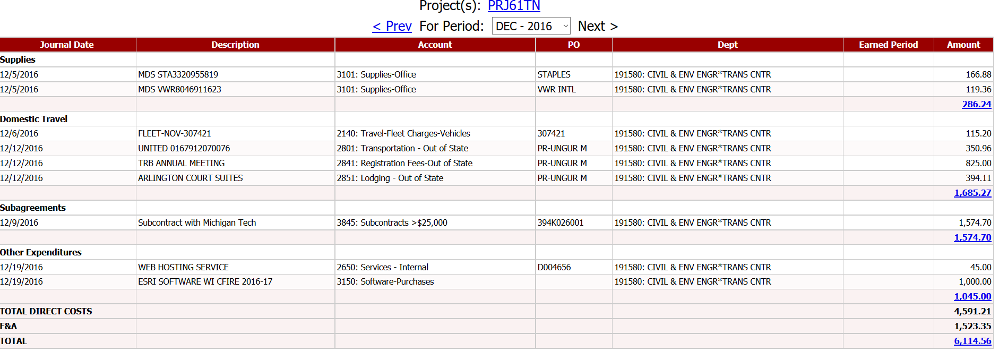 Project(s): PRJ61TN
< Prev For Period: DEC - 2016 Next >
Journal Date Description Account PO Dept Earned Period Amount
Supplies
12/5/2016 MDS STA3320955819 3101: Supplies-Office STAPLES 191580: CIVIL & ENV ENGR*TRANS CNTR 166.88
12/5/2016 MDS VWR8046911623 3101: Supplies-Office VWR INTL 191580: CIVIL & ENV ENGR*TRANS CNTR 119.36
286.24
Domestic Travel
12/6/2016 FLEET-NOV-307421 2140: Travel-Fleet Charges-Vehicles 307421 191580: CIVIL & ENV ENGR*TRANS CNTR 115.20
12/12/2016 UNITED 0167912070076 2801: Transportation - Out of State PR-UNGUR M 191580: CIVIL & ENV ENGR*TRANS CNTR 350.96
12/12/2016 TRB ANNUAL MEETING 2841: Registration Fees-Out of State PR-UNGUR M 191580: CIVIL & ENV ENGR*TRANS CNTR 825.00
12/12/2016 ARLINGTON COURT SUITES 2851: Lodging - Out of State PR-UNGUR M 191580: CIVIL & ENV ENGR*TRANS CNTR 394.11
1,685.27
Subagreements
12/9/2016 Subcontract with Michigan Tech 3845: Subcontracts >$25,000 394K026001 191580: CIVIL & ENV ENGR*TRANS CNTR 1,574.70
1,574.70
Other Expenditures
12/19/2016 WEB HOSTING SERVICE 2650: Services - Internal D004656 191580: CIVIL & ENV ENGR*TRANS CNTR 45.00
12/19/2016 ESRI SOFTWARE WI CFIRE 2016-17 3150: Software-Purchases 191580: CIVIL & ENV ENGR*TRANS CNTR 1,000.00
1,045.00
TOTAL DIRECT COSTS 4,591.21
F&A 1,523.35
TOTAL 6,114.56